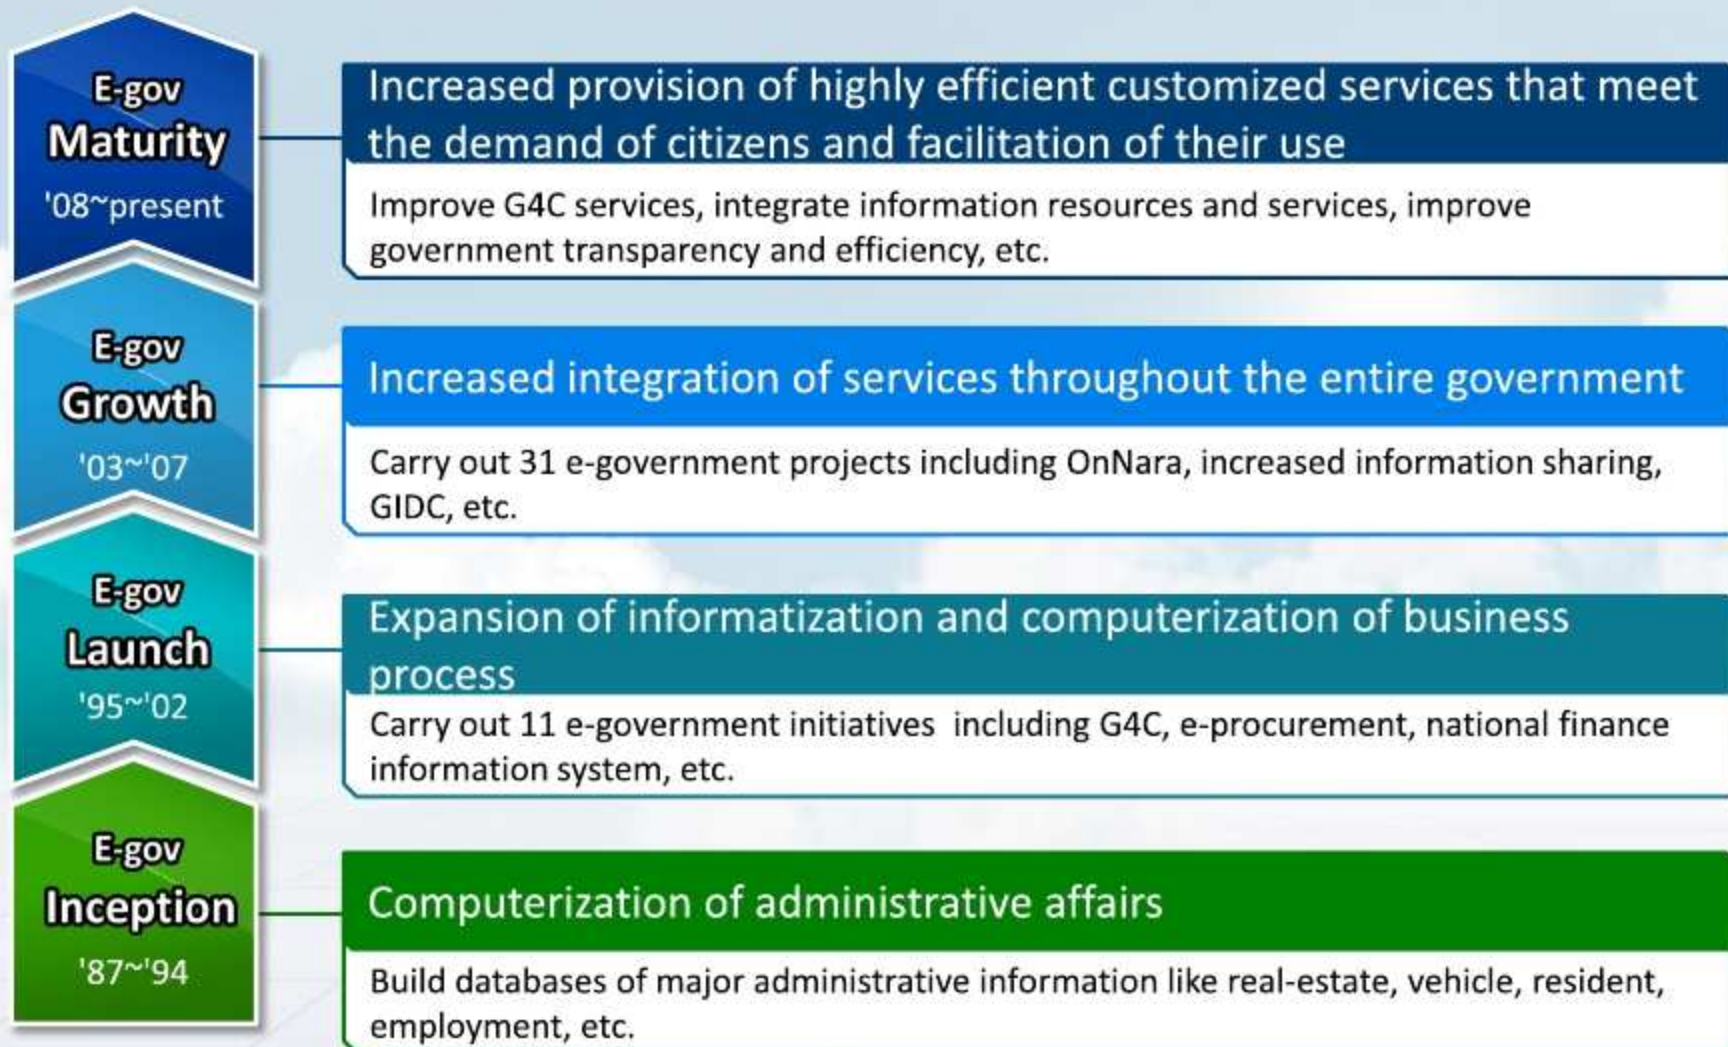 E-gov
Maturity
'08~present
Increased provision of highly efficient customized services that meet
the demand of citizens and facilitation of their use
Improve G4C services, integrate information resources and services, improve
government transparency and efficiency, etc.
E-gov
Growth
'03~'07
Increased integration of services throughout the entire government
Carry out 31 e-government projects including OnNara, increased information sharing,
GIDC, etc.
E-gov
Launch
'95~'02
Expansion of informatization and computerization of business
process
Carry out 11 e-government initiatives  including G4C, e-procurement, national finance
information system, etc.
E-gov
Inception
'87~'94
Computerization of administrative affairs
Build databases of major administrative information like real-estate, vehicle, resident,
employment, etc.